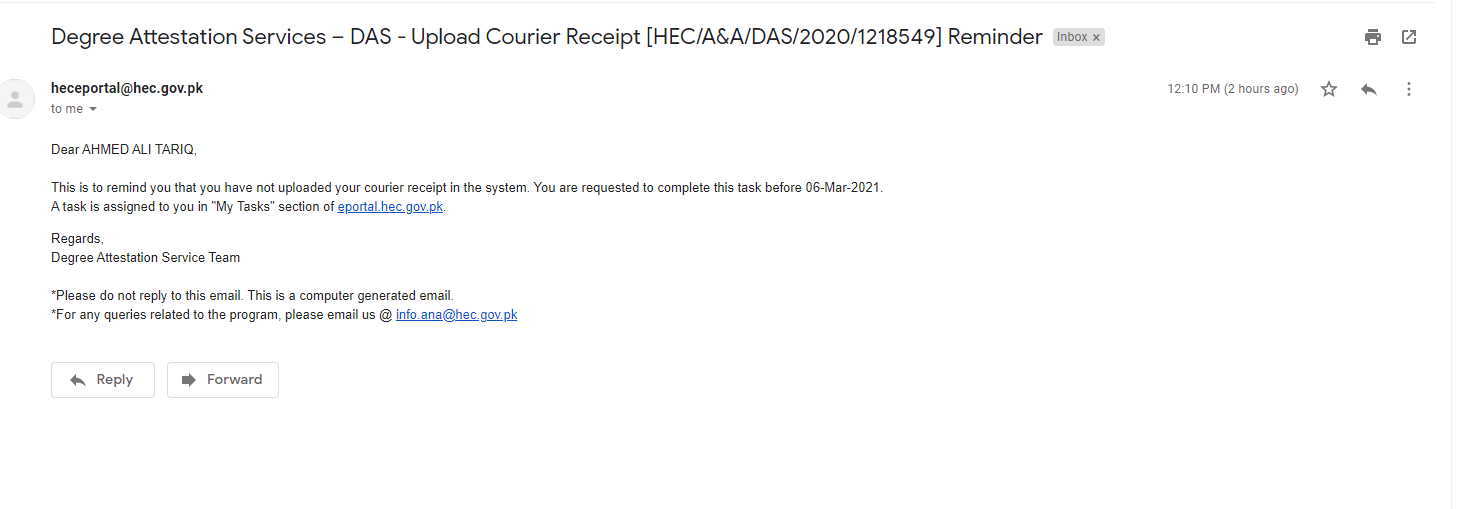 Degree Attestation Services – DAS - Upload Courier Receipt [HEC/A&A/DAS/2020/1218549] Reminder Inbox ×
heceportal@hec.gov.pk 12:10 PM (2 hours ago)
to me
Dear AHMED ALI TARIQ,
This is to remind you that you have not uploaded your courier receipt in the system. You are requested to complete this task before 06-Mar-2021.
A task is assigned to you in "My Tasks" section of eportal.hec.gov.pk.
Regards,
Degree Attestation Service Team
*Please do not reply to this email. This is a computer generated email.
*For any queries related to the program, please email us @ info.ana@hec.gov.pk
Reply Forward